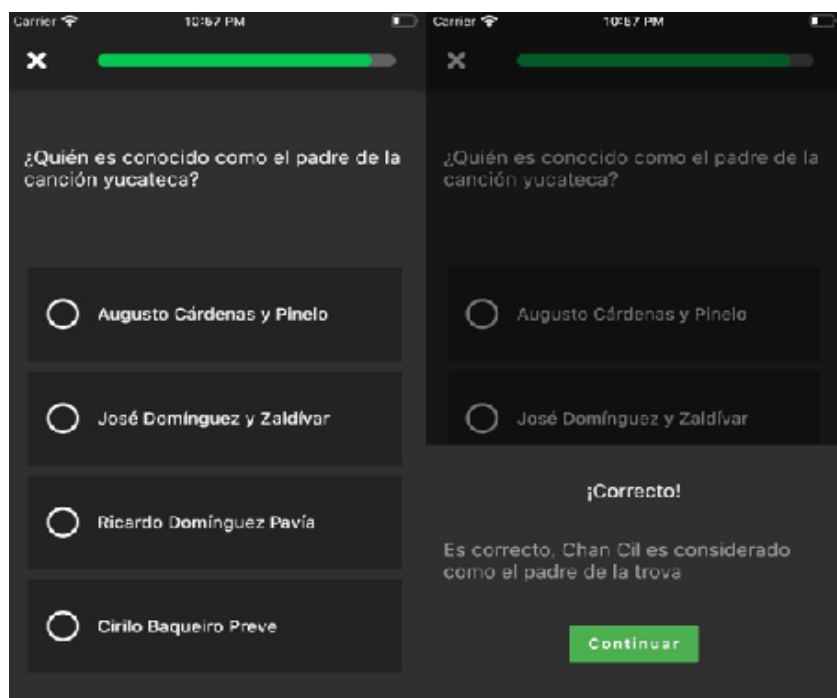 Carrier
10:57 PM
¿Quién es conocido como el padre de la
canción yucateca?
Augusto Cárdenas y Pinelo
José Domínguez y Zaldívar
Ricardo Domínguez Pavía
Cirilo Baqueiro Preve
Carrier
10:57 PM
¿Quién es conocido como el padre de la
canción yucateca?
Augusto Cárdenas y Pinelo
José Domínguez y Zaldívar
¡Correcto!
Es correcto, Chan Cil es considerado
como el padre de la trova
Continuar